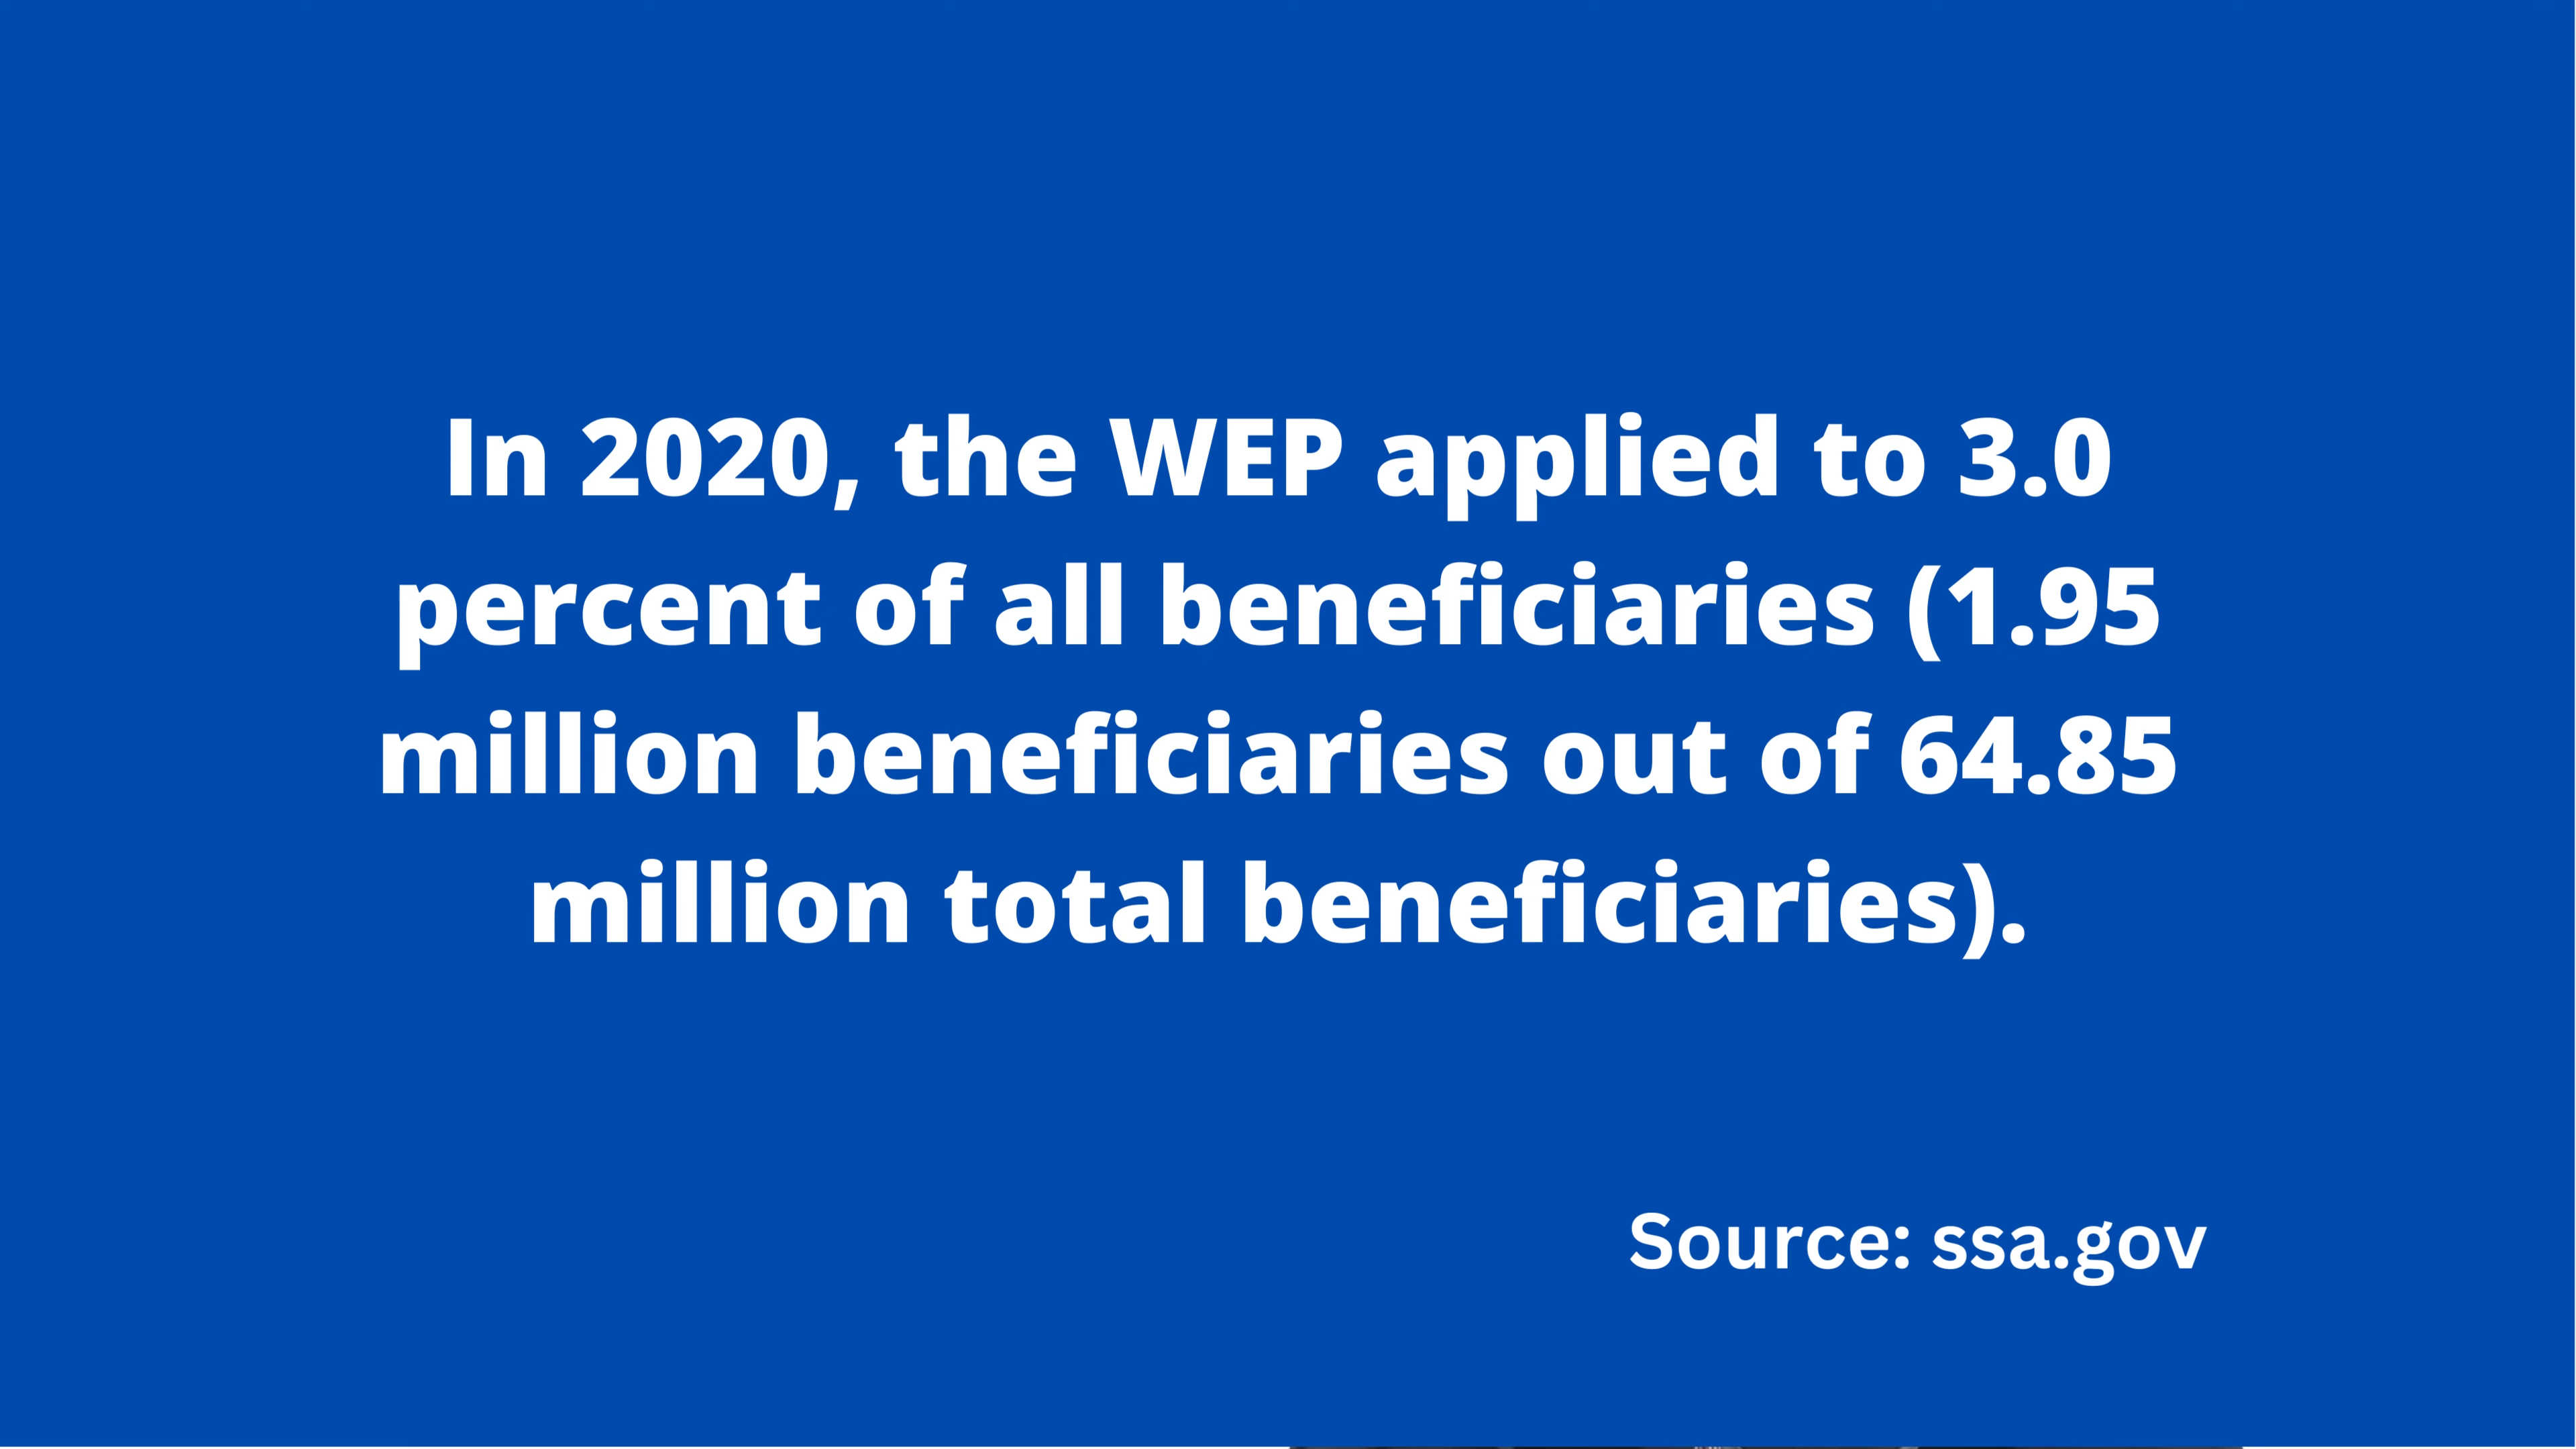 In 2020, the WEP applied to 3.0
percent of all beneficiaries (1.95
million beneficiaries out of 64.85
million total beneficiaries).
Source: ssa.gov